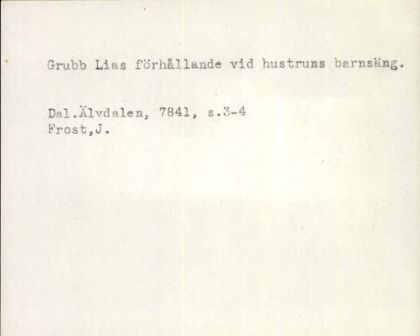 Grubb Lias förhållande vid hustruns barnsäng.
Dal.Älvdalen, 7841, s.3-4
Frost,J.